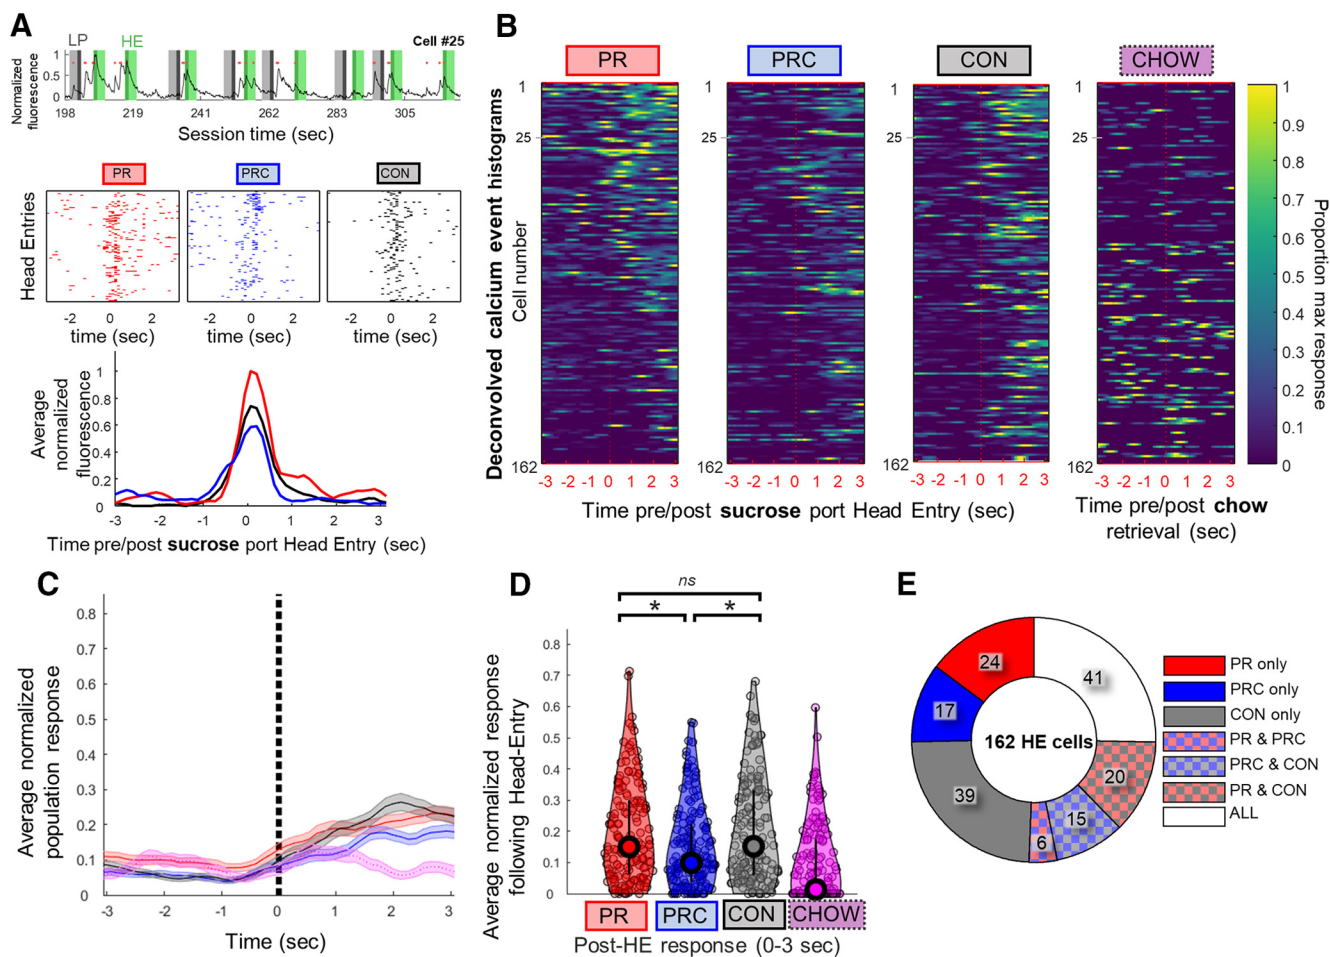 A
LP
HE
Cell #25
Normalized
fluorescence
1
0.5
0
198
219
241
262
283
305
325
Session time (sec)
PR
PRC
CON
Head Entries
-2 0 2
-2 0 2
-2 0 2
time (sec)
time (sec)
time (sec)
Average
normalized
fluorescence
1
0.8
0.6
0.4
0.2
0
-3 -2 -1 0 1 2 3
Time pre/post sucrose port Head Entry (sec)
B
PR
PRC
CON
CHOW
Deconvolved calcium event histograms
Cell number
1
25
162
1
25
162
1
25
162
1
25
162
-3 -2 -1 0 1 2 3
-3 -2 -1 0 1 2 3
-3 -2 -1 0 1 2 3
-3 -2 -1 0 1 2 3
Time pre/post sucrose port Head Entry (sec)
Time pre/post chow
retrieval (sec)
1
0.9
0.8
0.7
0.6
0.5
0.4
0.3
0.2
0.1
0
Proportion max response
C
Average normalized
population response
0.8
0.7
0.6
0.5
0.4
0.3
0.2
0.1
0
-3 -2 -1 0 1 2 3
Time (sec)
D
ns
*
*
Average normalized response
following Head-Entry
0.8
0.7
0.6
0.5
0.4
0.3
0.2
0.1
0
PR
PRC
CON
CHOW
Post-HE response (0-3 sec)
E
24
41
17
162 HE cells
39
20
15
6
PR only
PRC only
CON only
PR & PRC
PRC & CON
PR & CON
ALL